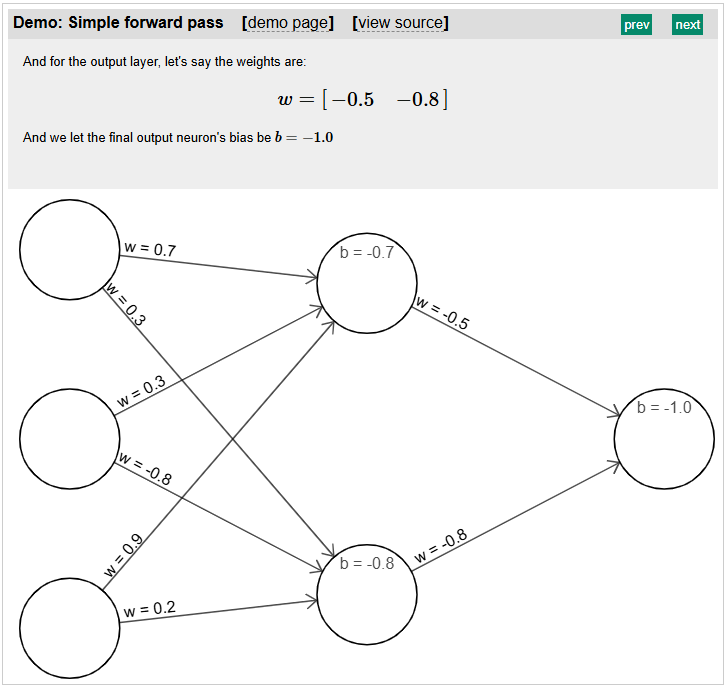 Demo: Simple forward pass [demo page] [view source] prev next
And for the output layer, let's say the weights are:
w = [ −0.5 −0.8 ]
And we let the final output neuron's bias be b = −1.0
w = 0.7
b = -0.7
w = 0.3
w = -0.5
w = 0.3
b = -1.0
w = -0.8
w = 0.9
w = -0.8
b = -0.8
w = 0.2